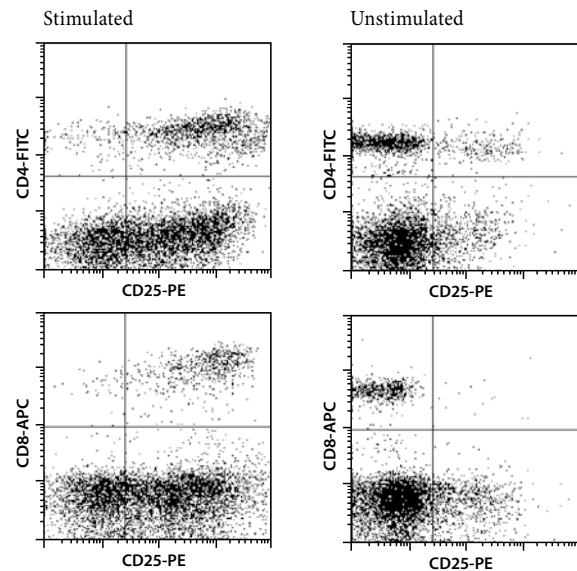 Stimulated
Unstimulated
CD4-FITC
CD25-PE
CD4-FITC
CD25-PE
CD8-APC
CD25-PE
CD8-APC
CD25-PE